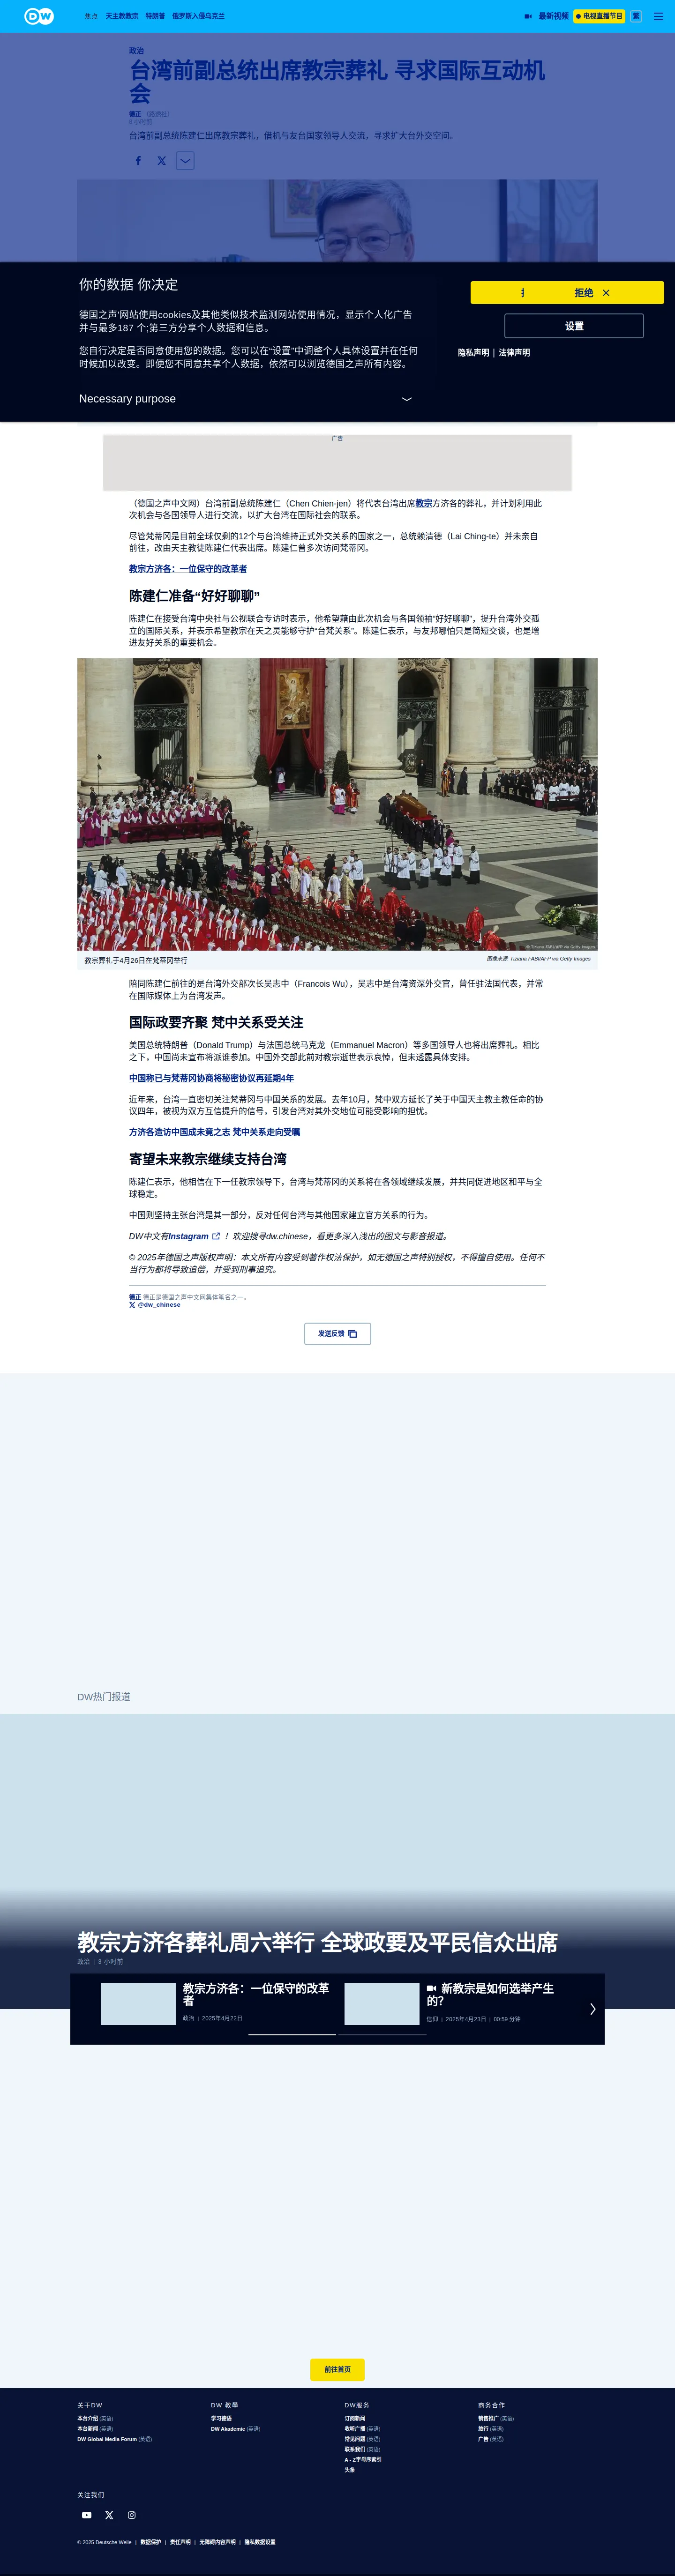 DW
焦点 天主教教宗 特朗普 俄罗斯入侵乌克兰 最新视频 电视直播节目 繁
政治
台湾前副总统出席教宗葬礼 寻求国际互动机
会
德正 （路透社）
6 小时前
台湾前副总统陈建仁出席教宗葬礼，借机与友台国家领导人交流，寻求扩大台外交空间。
你的数据 你决定
德国之声'网站使用cookies及其他类似技术监测网站使用情况，显示个人化广告
并与最多187 个;第三方分享个人数据和信息。
您自行决定是否同意使用您的数据。您可以在“设置”中调整个人具体设置并在任何
时候加以改变。即便您不同意共享个人数据，依然可以浏览德国之声所有内容。
Necessary purpose
拒绝
设置
隐私声明 | 法律声明
广告
（德国之声中文网）台湾前副总统陈建仁（Chen Chien-jen）将代表台湾出席教宗方济各的葬礼，并计划利用此
次机会与各国领导人进行交流，以扩大台湾在国际社会的联系。
尽管梵蒂冈是目前全球仅剩的12个与台湾维持正式外交关系的国家之一，总统赖清德（Lai Ching-te）并未亲自
前往，改由天主教徒陈建仁代表出席。陈建仁曾多次访问梵蒂冈。
教宗方济各：一位保守的改革者
陈建仁准备“好好聊聊”
陈建仁在接受台湾中央社与公视联合专访时表示，他希望藉由此次机会与各国领袖“好好聊聊”，提升台湾外交孤
立的国际关系，并表示希望教宗在天之灵能够守护“台梵关系”。陈建仁表示，与友邦哪怕只是简短交谈，也是增
进友好关系的重要机会。
图 Tiziana FABI/AFP via Getty Images
教宗葬礼于4月26日在梵蒂冈举行
图像来源: Tiziana FABI/AFP via Getty Images
陪同陈建仁前往的是台湾外交部次长吴志中（Francois Wu），吴志中是台湾资深外交官，曾任驻法国代表，并常
在国际媒体上为台湾发声。
国际政要齐聚 梵中关系受关注
美国总统特朗普（Donald Trump）与法国总统马克龙（Emmanuel Macron）等多国领导人也将出席葬礼。相比
之下，中国尚未宣布将派谁参加。中国外交部此前对教宗逝世表示哀悼，但未透露具体安排。
中国称已与梵蒂冈协商将秘密协议再延期4年
近年来，台湾一直密切关注梵蒂冈与中国关系的发展。去年10月，梵中双方延长了关于中国天主教主教任命的协
议四年，被视为双方互信提升的信号，引发台湾对其外交地位可能受影响的担忧。
方济各造访中国成未竟之志 梵中关系走向受瞩
寄望未来教宗继续支持台湾
陈建仁表示，他相信在下一任教宗领导下，台湾与梵蒂冈的关系将在各领域继续发展，并共同促进地区和平与全
球稳定。
中国则坚持主张台湾是其一部分，反对任何台湾与其他国家建立官方关系的行为。
DW中文有Instagram ！欢迎搜寻dw.chinese，看更多深入浅出的图文与影音报道。
© 2025年德国之声版权声明：本文所有内容受到著作权法保护，如无德国之声特别授权，不得擅自使用。任何不
当行为都将导致追偿，并受到刑事追究。
德正 德正是德国之声中文网集体笔名之一。
@dw_chinese
发送反馈
DW热门报道
教宗方济各葬礼周六举行 全球政要及平民信众出席
政治 | 3 小时前
教宗方济各：一位保守的改革
者
政治 | 2025年4月22日
新教宗是如何选举产生
的？
信仰 | 2025年4月23日 | 00:59 分钟
前往首页
关于DW
本台介绍 (英语)
本台新闻 (英语)
DW Global Media Forum (英语)
DW 教學
学习德语
DW Akademie (英语)
DW服务
订阅新闻
收听广播 (英语)
常见问题 (英语)
联系我们 (英语)
A - Z字母序索引
头条
商务合作
销售推广 (英语)
旅行 (英语)
广告 (英语)
关注我们
© 2025 Deutsche Welle | 数据保护 | 责任声明 | 无障碍内容声明 | 隐私数据设置